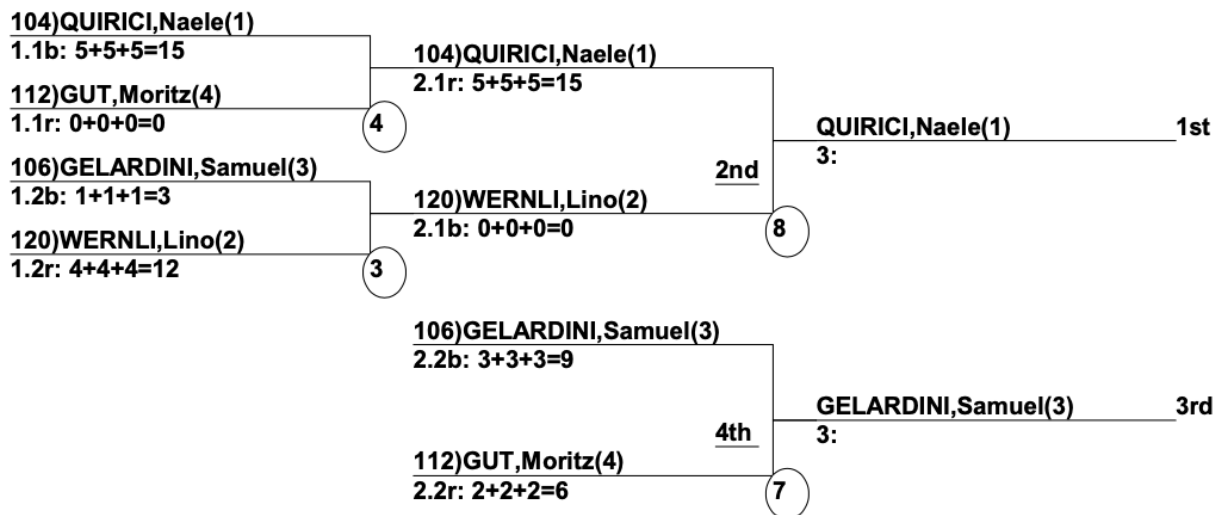 104)QUIRICI,Naele(1)
1.1b: 5+5+5=15
112)GUT,Moritz(4)
1.1r: 0+0+0=0
4
106)GELARDINI,Samuel(3)
1.2b: 1+1+1=3
120)WERNLI,Lino(2)
1.2r: 4+4+4=12
3
104)QUIRICI,Naele(1)
2.1r: 5+5+5=15
2nd
120)WERNLI,Lino(2)
2.1b: 0+0+0=0
8
QUIRICI,Naele(1) 1st
3:
106)GELARDINI,Samuel(3)
2.2b: 3+3+3=9
4th
112)GUT,Moritz(4)
2.2r: 2+2+2=6
7
GELARDINI,Samuel(3) 3rd
3: